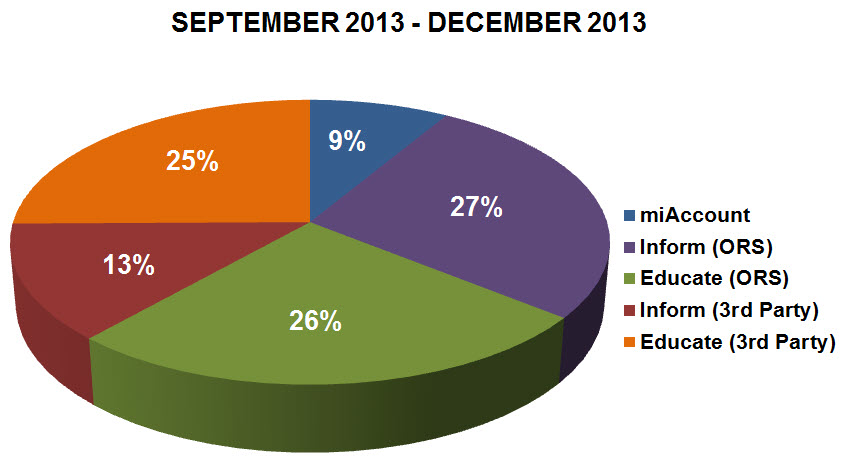 SEPTEMBER 2013 - DECEMBER 2013
9%
27%
26%
13%
25%
miAccount
Inform (ORS)
Educate (ORS)
Inform (3rd Party)
Educate (3rd Party)